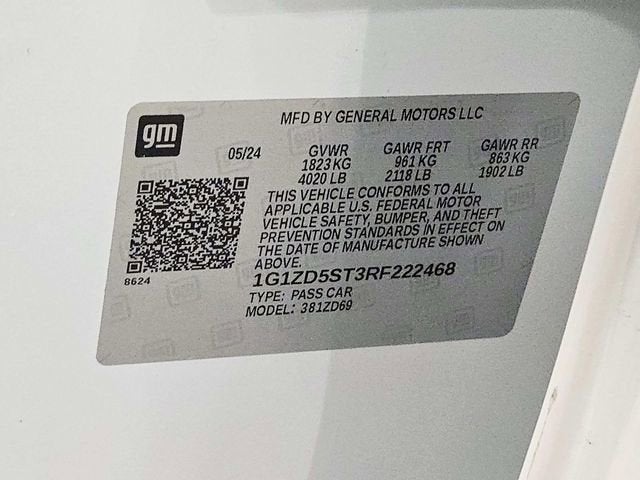 gm
MFD BY GENERAL MOTORS LLC
05/24 GVWR GAWR FRT GAWR RR
1823 KG 961 KG 863 KG
4020 LB 2118 LB 1902 LB
THIS VEHICLE CONFORMS TO ALL
APPLICABLE U.S. FEDERAL MOTOR
VEHICLE SAFETY, BUMPER, AND THEFT
PREVENTION STANDARDS IN EFFECT ON
THE DATE OF MANUFACTURE SHOWN
ABOVE.
8624
1G1ZD5ST3RF222468
TYPE: PASS CAR
MODEL: 381ZD69